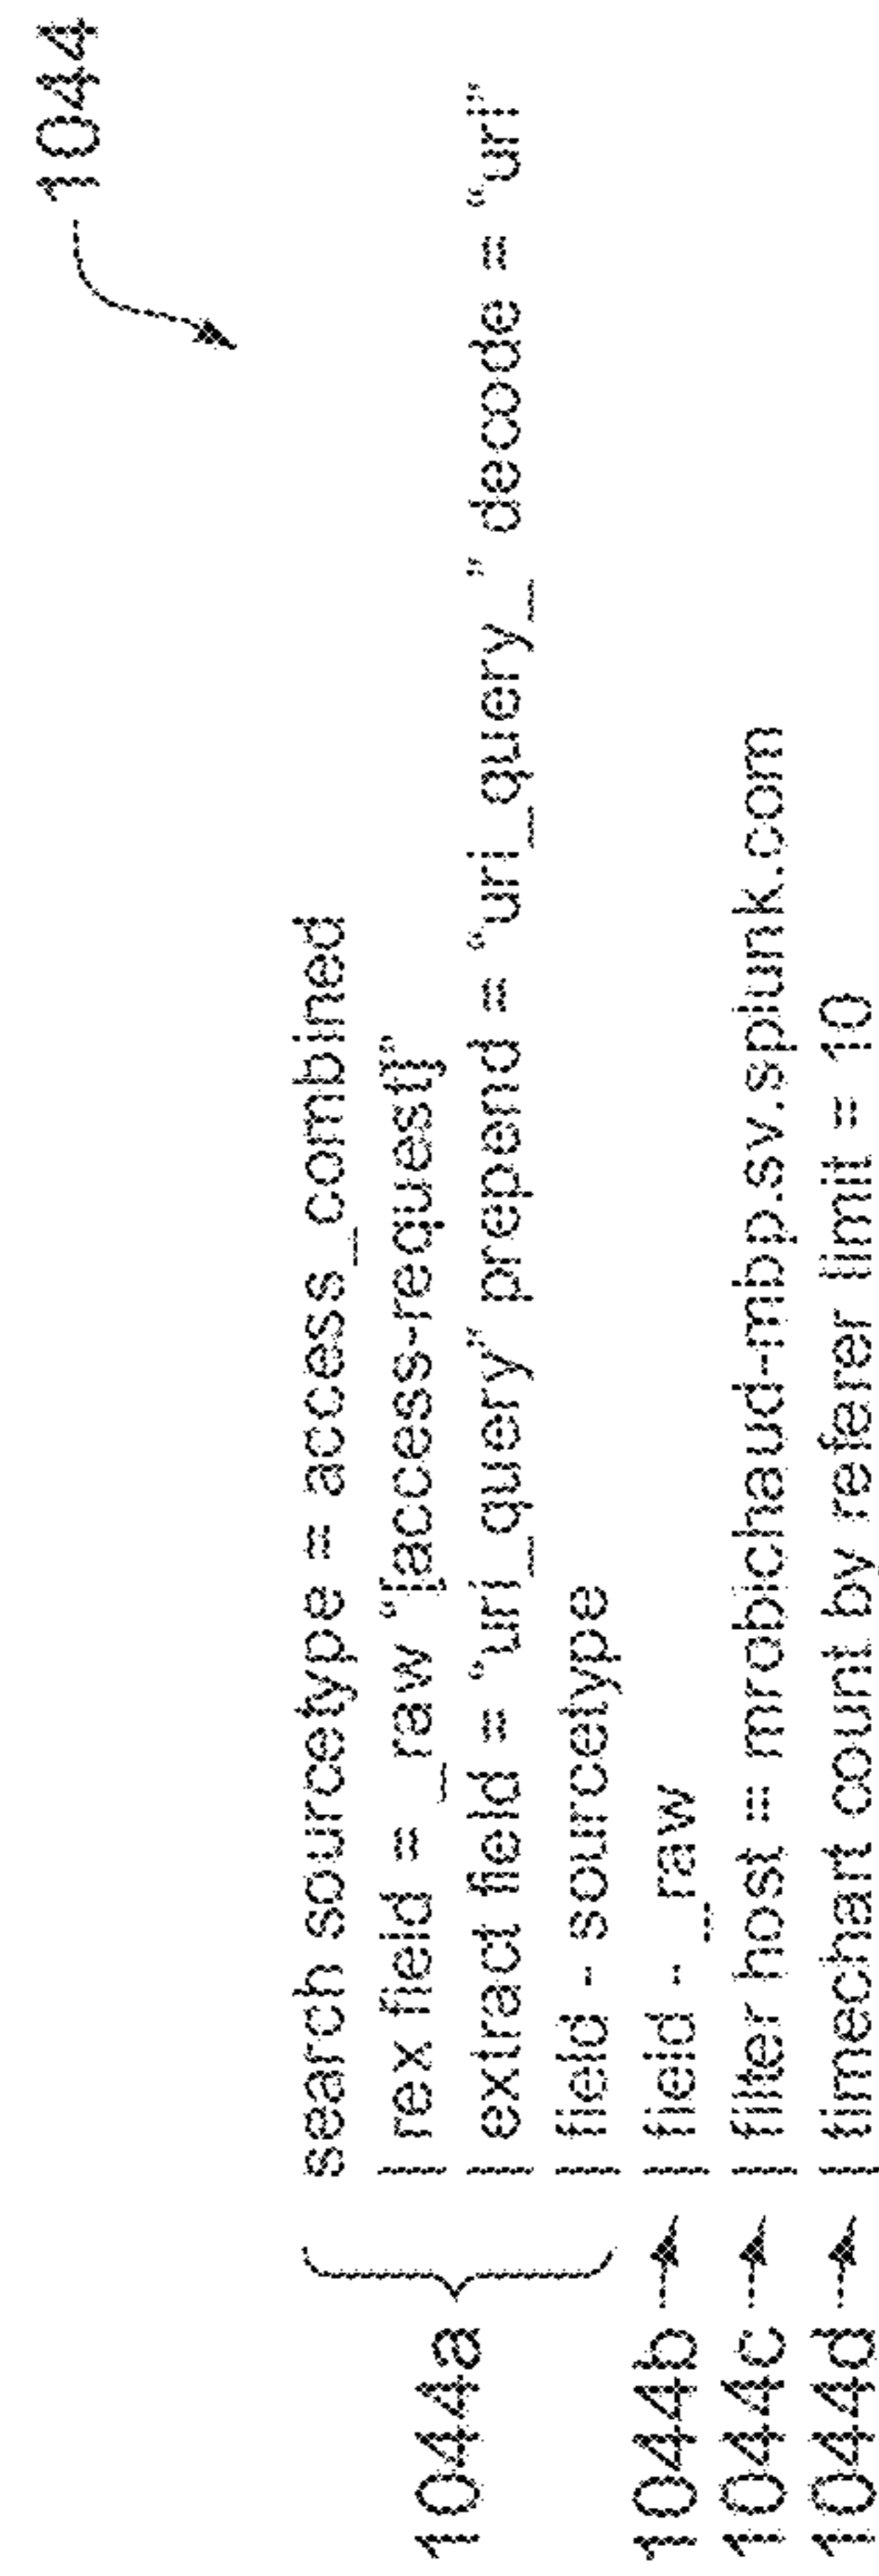 1044
search sourcetype = access_combined
| rex field = _raw "[[access-request]]"
| extract field = "uri_query" prepend = "uri_query_" decode = "url"
| field - sourcetype
1044a
1044b | field - _raw
1044c | filter host = mrobichaud-mbp.sv.splunk.com
1044d | timechart count by referer limit = 10